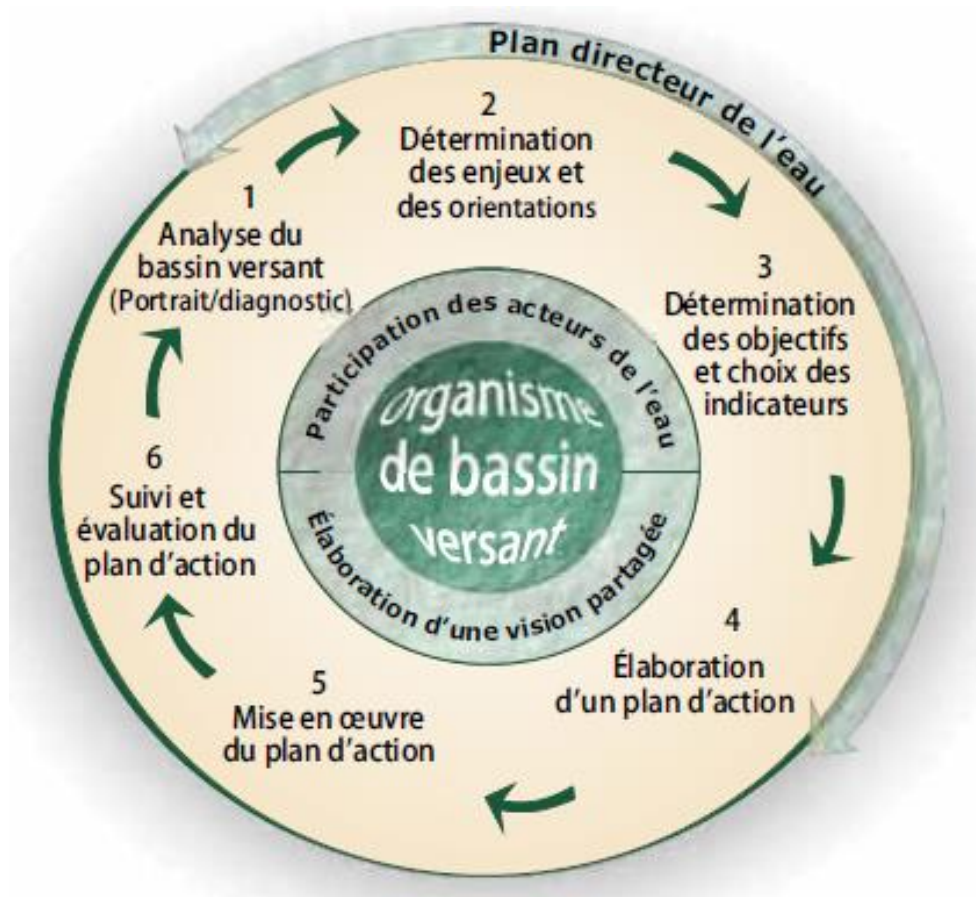 Plan directeur de l'eau
1
Analyse du
bassin versant
(Portrait/diagnostic)
2
Détermination
des enjeux et
des orientations
3
Détermination
des objectifs
et choix des
indicateurs
4
Élaboration
d'un plan d'action
5
Mise en œuvre
du plan d'action
6
Suivi et
évaluation du
plan d'action
Participation des acteurs de l'eau
organisme
de bassin
versant
Élaboration d'une vision partagée